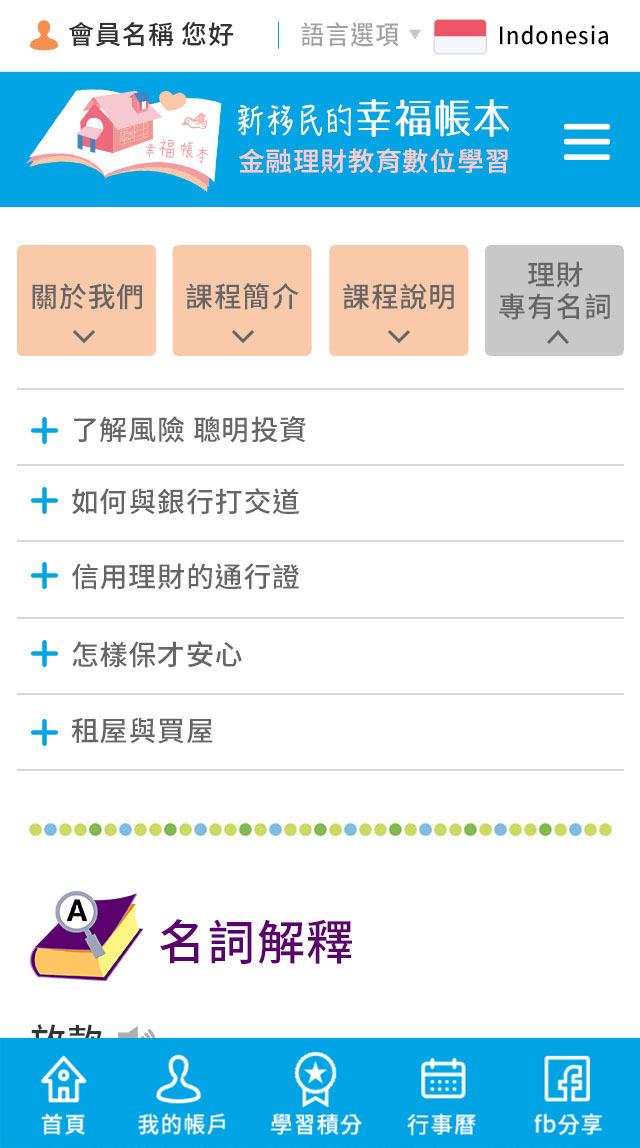 會員名稱 您好
語言選項
Indonesia
幸福帳本
新移民的幸福帳本
金融理財教育數位學習
關於我們
課程簡介
課程說明
理財
專有名詞
了解風險 聰明投資
如何與銀行打交道
信用理財的通行證
怎樣保才安心
租屋與買屋
A
名詞解釋
放款
首頁
我的帳戶
學習積分
行事曆
fb分享